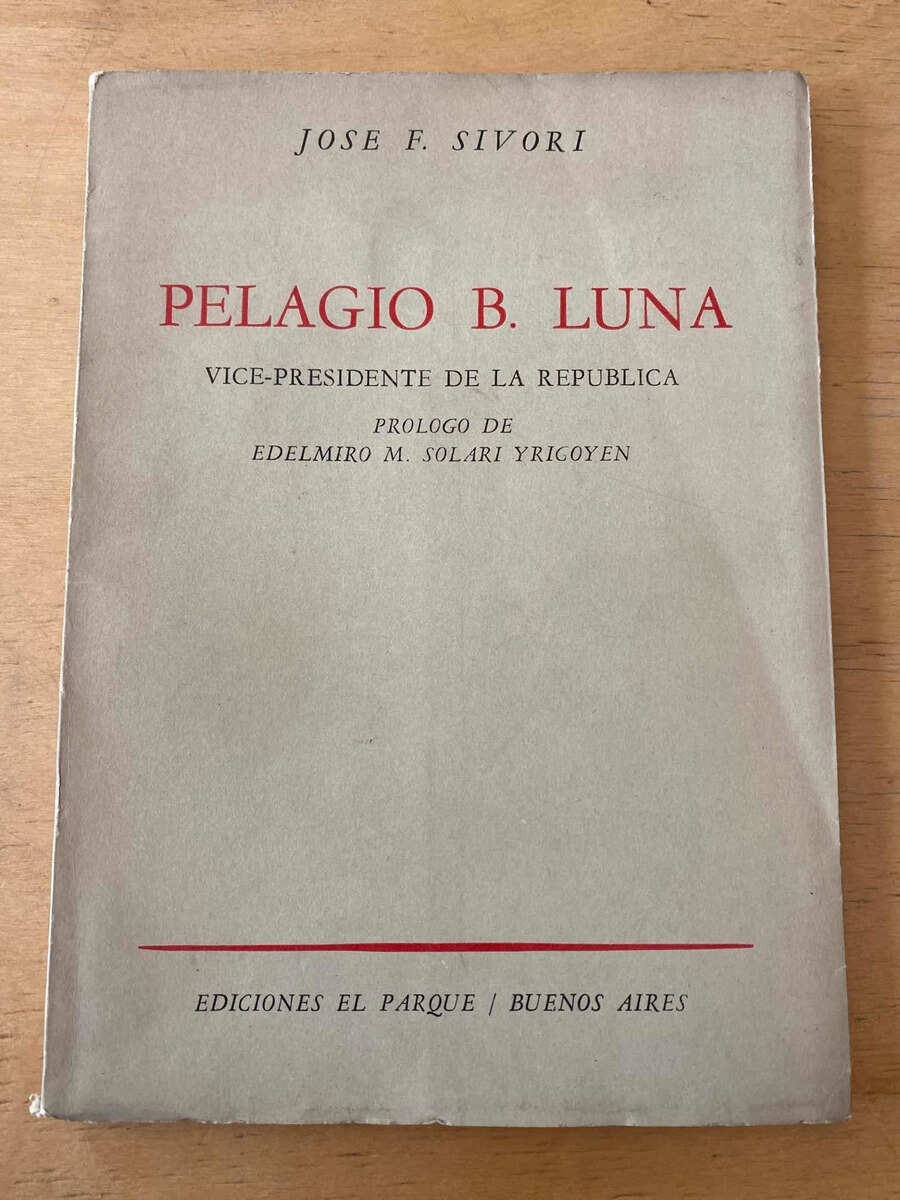 JOSE F. SIVORI
PELAGIO B. LUNA
VICE-PRESIDENTE DE LA REPUBLICA
PROLOGO DE
EDELMIRO M. SOLARI YRIGOYEN
EDICIONES EL PARQUE / BUENOS AIRES